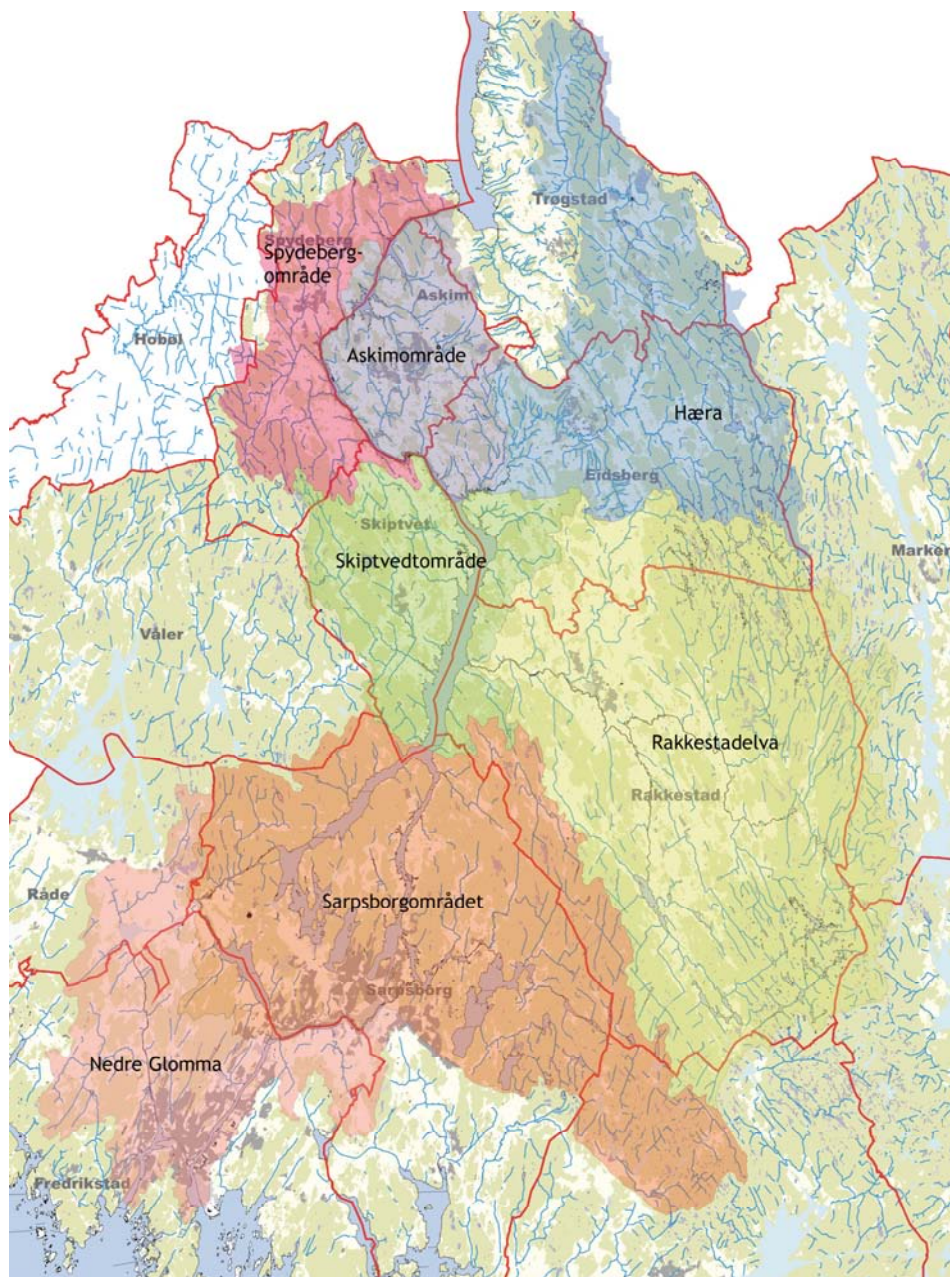 Trøgstad
Spydeberg
Spydeberg-
område
Askim
Hobøl
Askimområde
Hæra
Eidsberg
Skiptvet
Marker
Skiptvedtområde
Våler
Rakkestadelva
Rakkestad
Råde
Sarpsborgområdet
Sarpsborg
Nedre Glomma
Fredrikstad